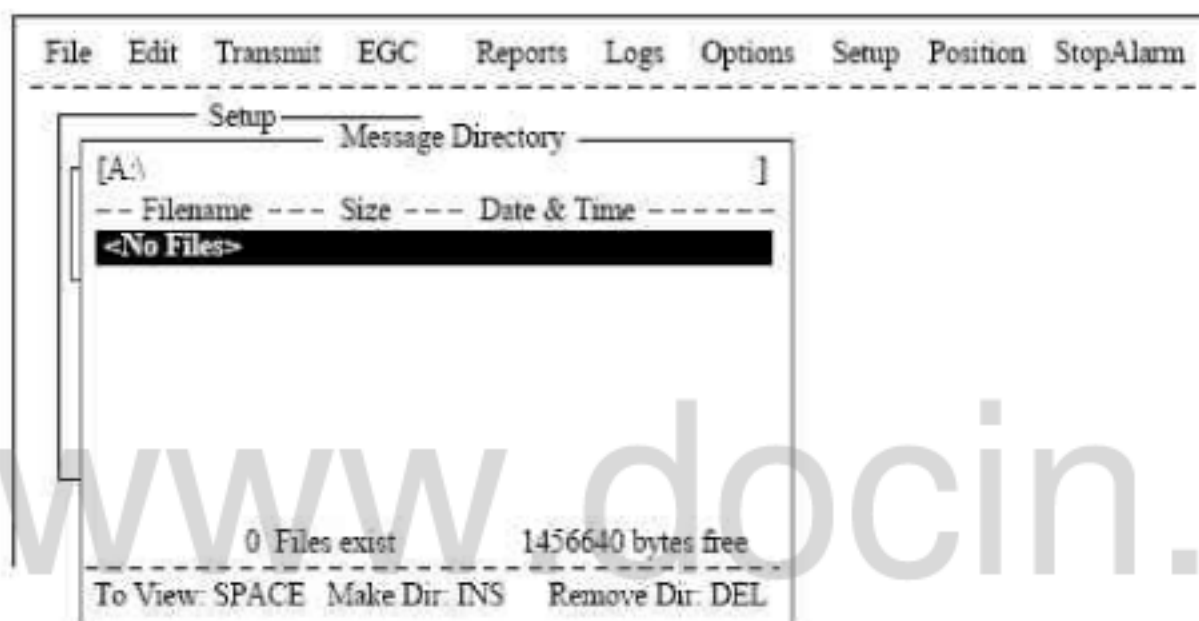 File Edit Transmit EGC Reports Logs Options Setup Position StopAlarm
Setup
Message Directory
[A:\ ]
-- Filename --- Size --- Date & Time ------
<No Files>
0 Files exist 1456640 bytes free
To View: SPACE Make Dir: INS Remove Dir: DEL
www.docin.